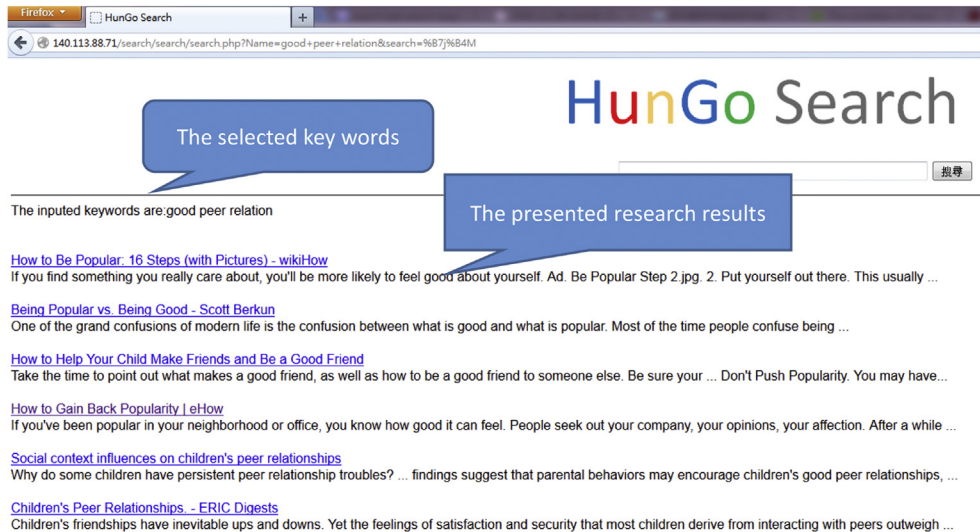 Firefox
HunGo Search
140.113.88.71/search/search.php?Name=good+peer+relation&search=%B7j%B4M
HunGo Search
The selected key words
搜尋
The presented research results
The inputed keywords are:good peer relation
How to Be Popular: 16 Steps (with Pictures) - wikiHow
If you find something you really care about, you'll be more likely to feel good about yourself. Ad. Be Popular Step 2.jpg. 2. Put yourself out there. This usually ...
Being Popular vs. Being Good - Scott Berkun
One of the grand confusions of modern life is the confusion between what is good and what is popular. Most of the time people confuse being ...
How to Help Your Child Make Friends and Be a Good Friend
Take the time to point out what makes a good friend, as well as how to be a good friend to someone else. Be sure your ... Don't Push Popularity. You may have...
How to Gain Back Popularity | eHow
If you've been popular in your neighborhood or office, you know how good it can feel. People seek out your company, your opinions, your affection. After a while ...
Social context influences on children's peer relationships
Why do some children have persistent peer relationship troubles? ... findings suggest that parental behaviors may encourage children's good peer relationships, ...
Children's Peer Relationships. - ERIC Digests
Children's friendships have inevitable ups and downs. Yet the feelings of satisfaction and security that most children derive from interacting with peers outweigh ...